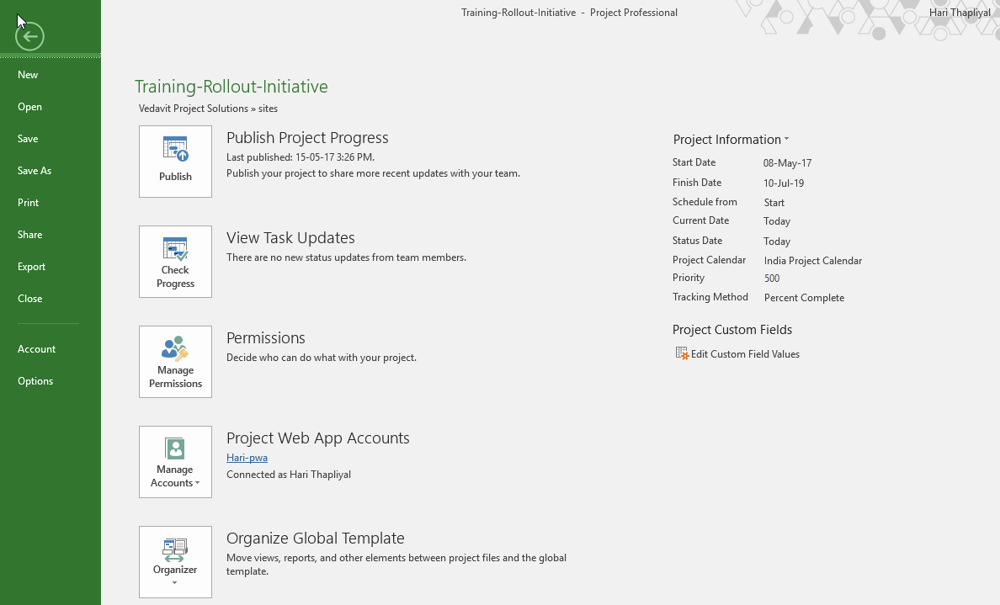 Training-Rollout-Initiative - Project Professional
Hari Thapliyal
New
Open
Save
Save As
Print
Share
Export
Close
Account
Options
Training-Rollout-Initiative
Vedavit Project Solutions » sites
Publish
Publish Project Progress
Last published: 15-05-17 3:26 PM.
Publish your project to share more recent updates with your team.
Check
Progress
View Task Updates
There are no new status updates from team members.
Manage
Permissions
Permissions
Decide who can do what with your project.
Manage
Accounts
Project Web App Accounts
Hari-pwa
Connected as Hari Thapliyal
Organizer
Organize Global Template
Move views, reports, and other elements between project files and the global
template.
Project Information
Start Date 08-May-17
Finish Date 10-Jul-19
Schedule from Start
Current Date Today
Status Date Today
Project Calendar India Project Calendar
Priority 500
Tracking Method Percent Complete
Project Custom Fields
Edit Custom Field Values